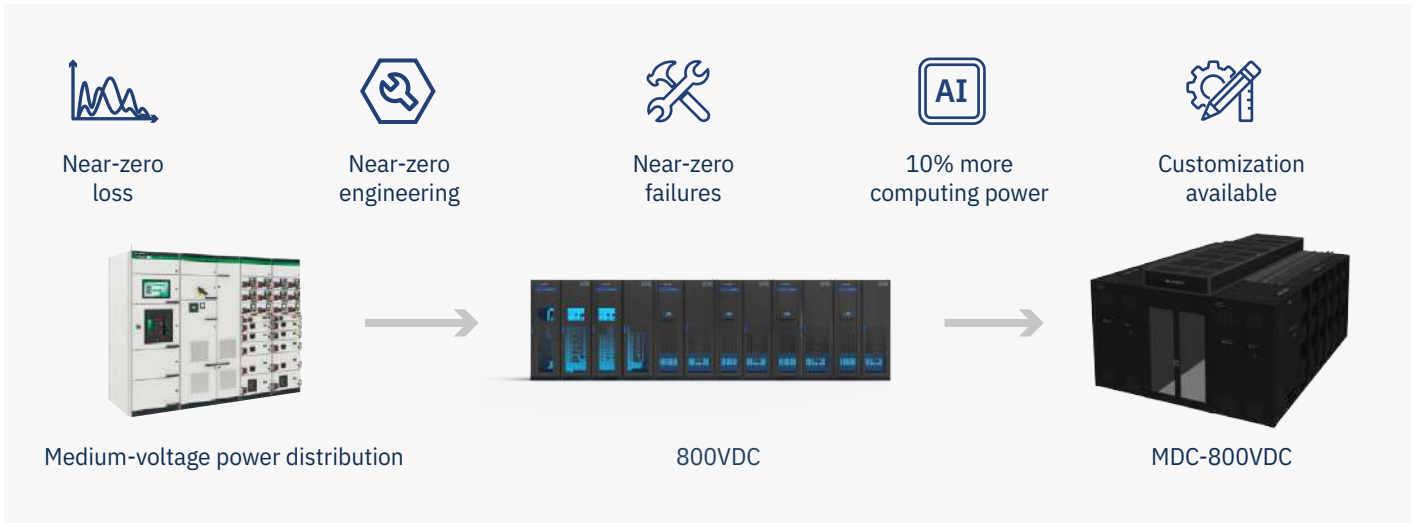 AI
Near-zero
loss
Near-zero
engineering
Near-zero
failures
10% more
computing power
Customization
available
Medium-voltage power distribution
800VDC
MDC-800VDC